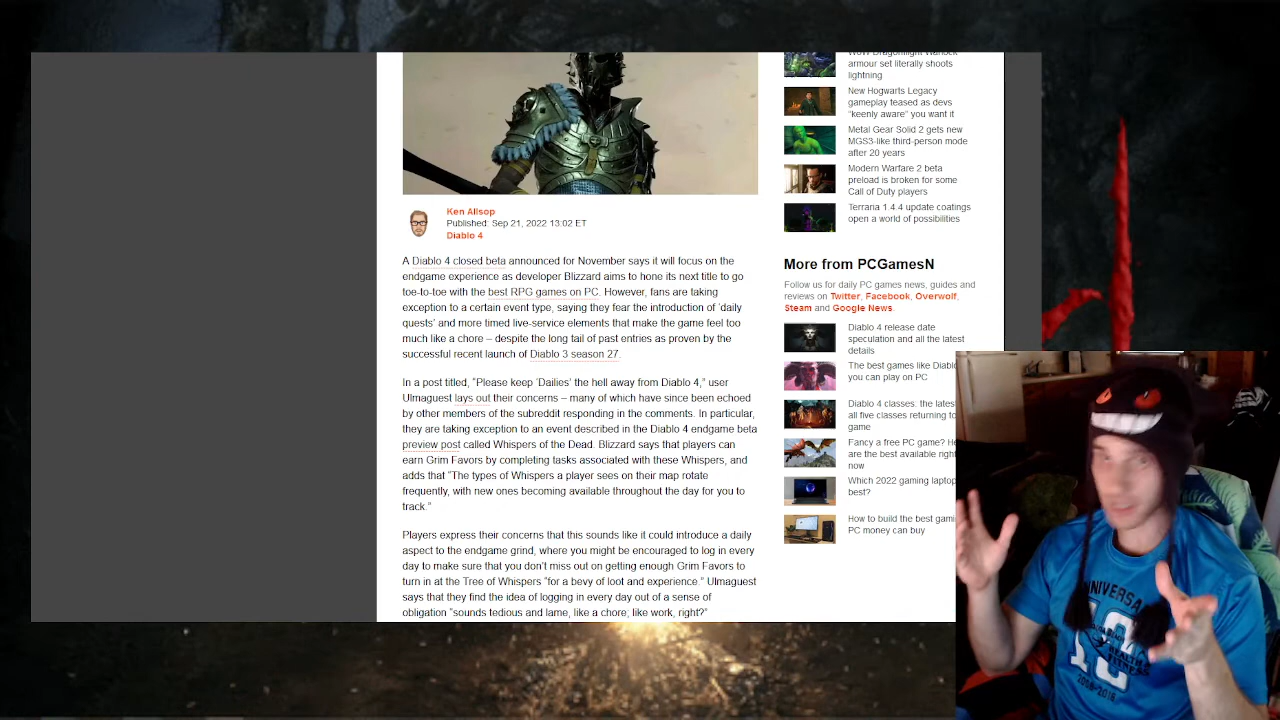 WoW Dragonflight Warlock
armour set literally shoots
lightning
New Hogwarts Legacy
gameplay teased as devs
“keenly aware” you want it
Metal Gear Solid 2 gets new
MGS3-like third-person mode
after 20 years
Modern Warfare 2 beta
preload is broken for some
Call of Duty players
Terraria 1.4.4 update coatings
open a world of possibilities
Ken Allsop
Published: Sep 21, 2022 13:02 ET
Diablo 4
A Diablo 4 closed beta announced for November says it will focus on the
endgame experience as developer Blizzard aims to hone its next title to go
toe-to-toe with the best RPG games on PC. However, fans are taking
exception to a certain event type, saying they fear the introduction of ‘daily
quests’ and more timed live-service elements that make the game feel too
much like a chore – despite the long tail of past entries as proven by the
successful recent launch of Diablo 3 season 27.
In a post titled, “Please keep ‘Dailies’ the hell away from Diablo 4,” user
Ulmaguest lays out their concerns – many of which have since been echoed
by other members of the subreddit responding in the comments. In particular,
they are taking exception to an event described in the Diablo 4 endgame beta
preview post called Whispers of the Dead. Blizzard says that players can
earn Grim Favors by completing tasks associated with these Whispers, and
adds that “The types of Whispers a player sees on their map rotate
frequently, with new ones becoming available throughout the day for you to
track.”
Players express their concerns that this sounds like it could introduce a daily
aspect to the endgame grind, where you might be encouraged to log in every
day to make sure that you don’t miss out on getting enough Grim Favors to
turn in at the Tree of Whispers “for a bevy of loot and experience.” Ulmaguest
says that they find the idea of logging in every day out of a sense of
obligation “sounds tedious and lame, like a chore; like work, right?”
More from PCGamesN
Follow us for daily PC games news, guides and
reviews on Twitter, Facebook, Overwolf,
Steam and Google News.
Diablo 4 release date
speculation and all the latest
details
The best games like Diablo
you can play on PC
Diablo 4 classes: the latest
all five classes returning to
game
Fancy a free PC game? He
are the best available right
now
Which 2022 gaming laptop
best?
How to build the best gami
PC money can buy
UNIVERSA
HEALTH
FITNESS